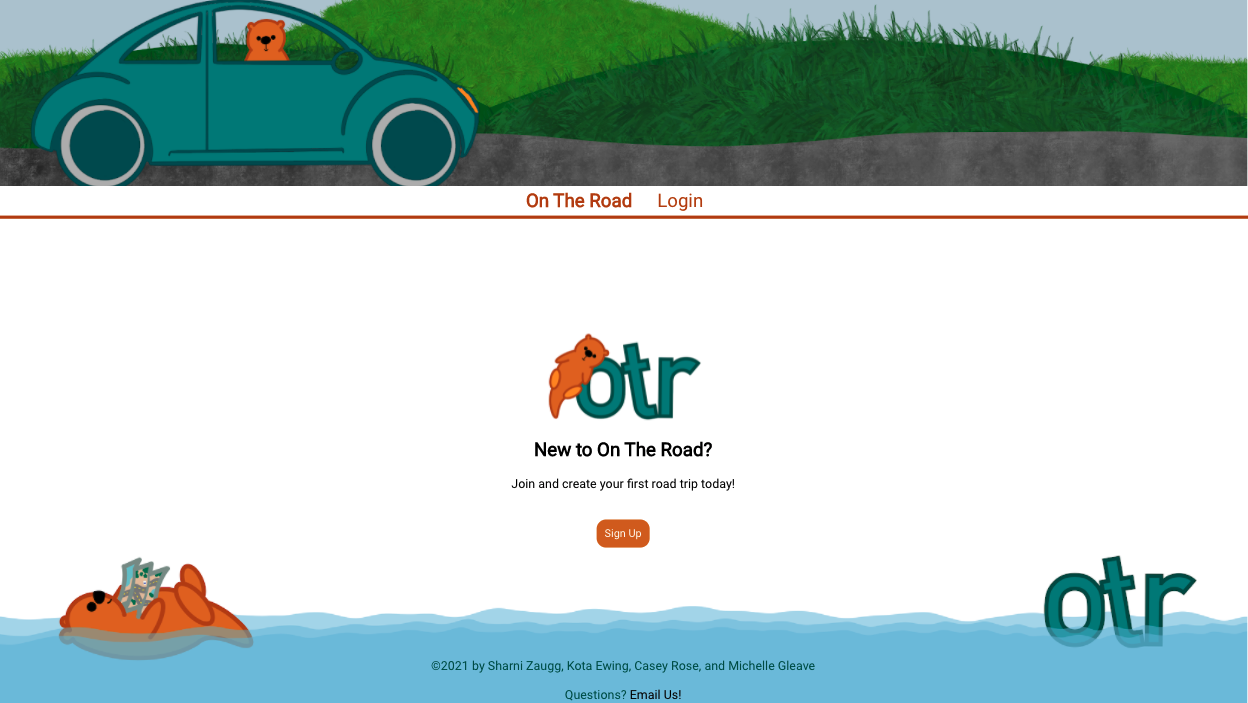 On The Road Login
otr
New to On The Road?
Join and create your first road trip today!
Sign Up
otr
©2021 by Sharni Zaugg, Kota Ewing, Casey Rose, and Michelle Gleave
Questions? Email Us!